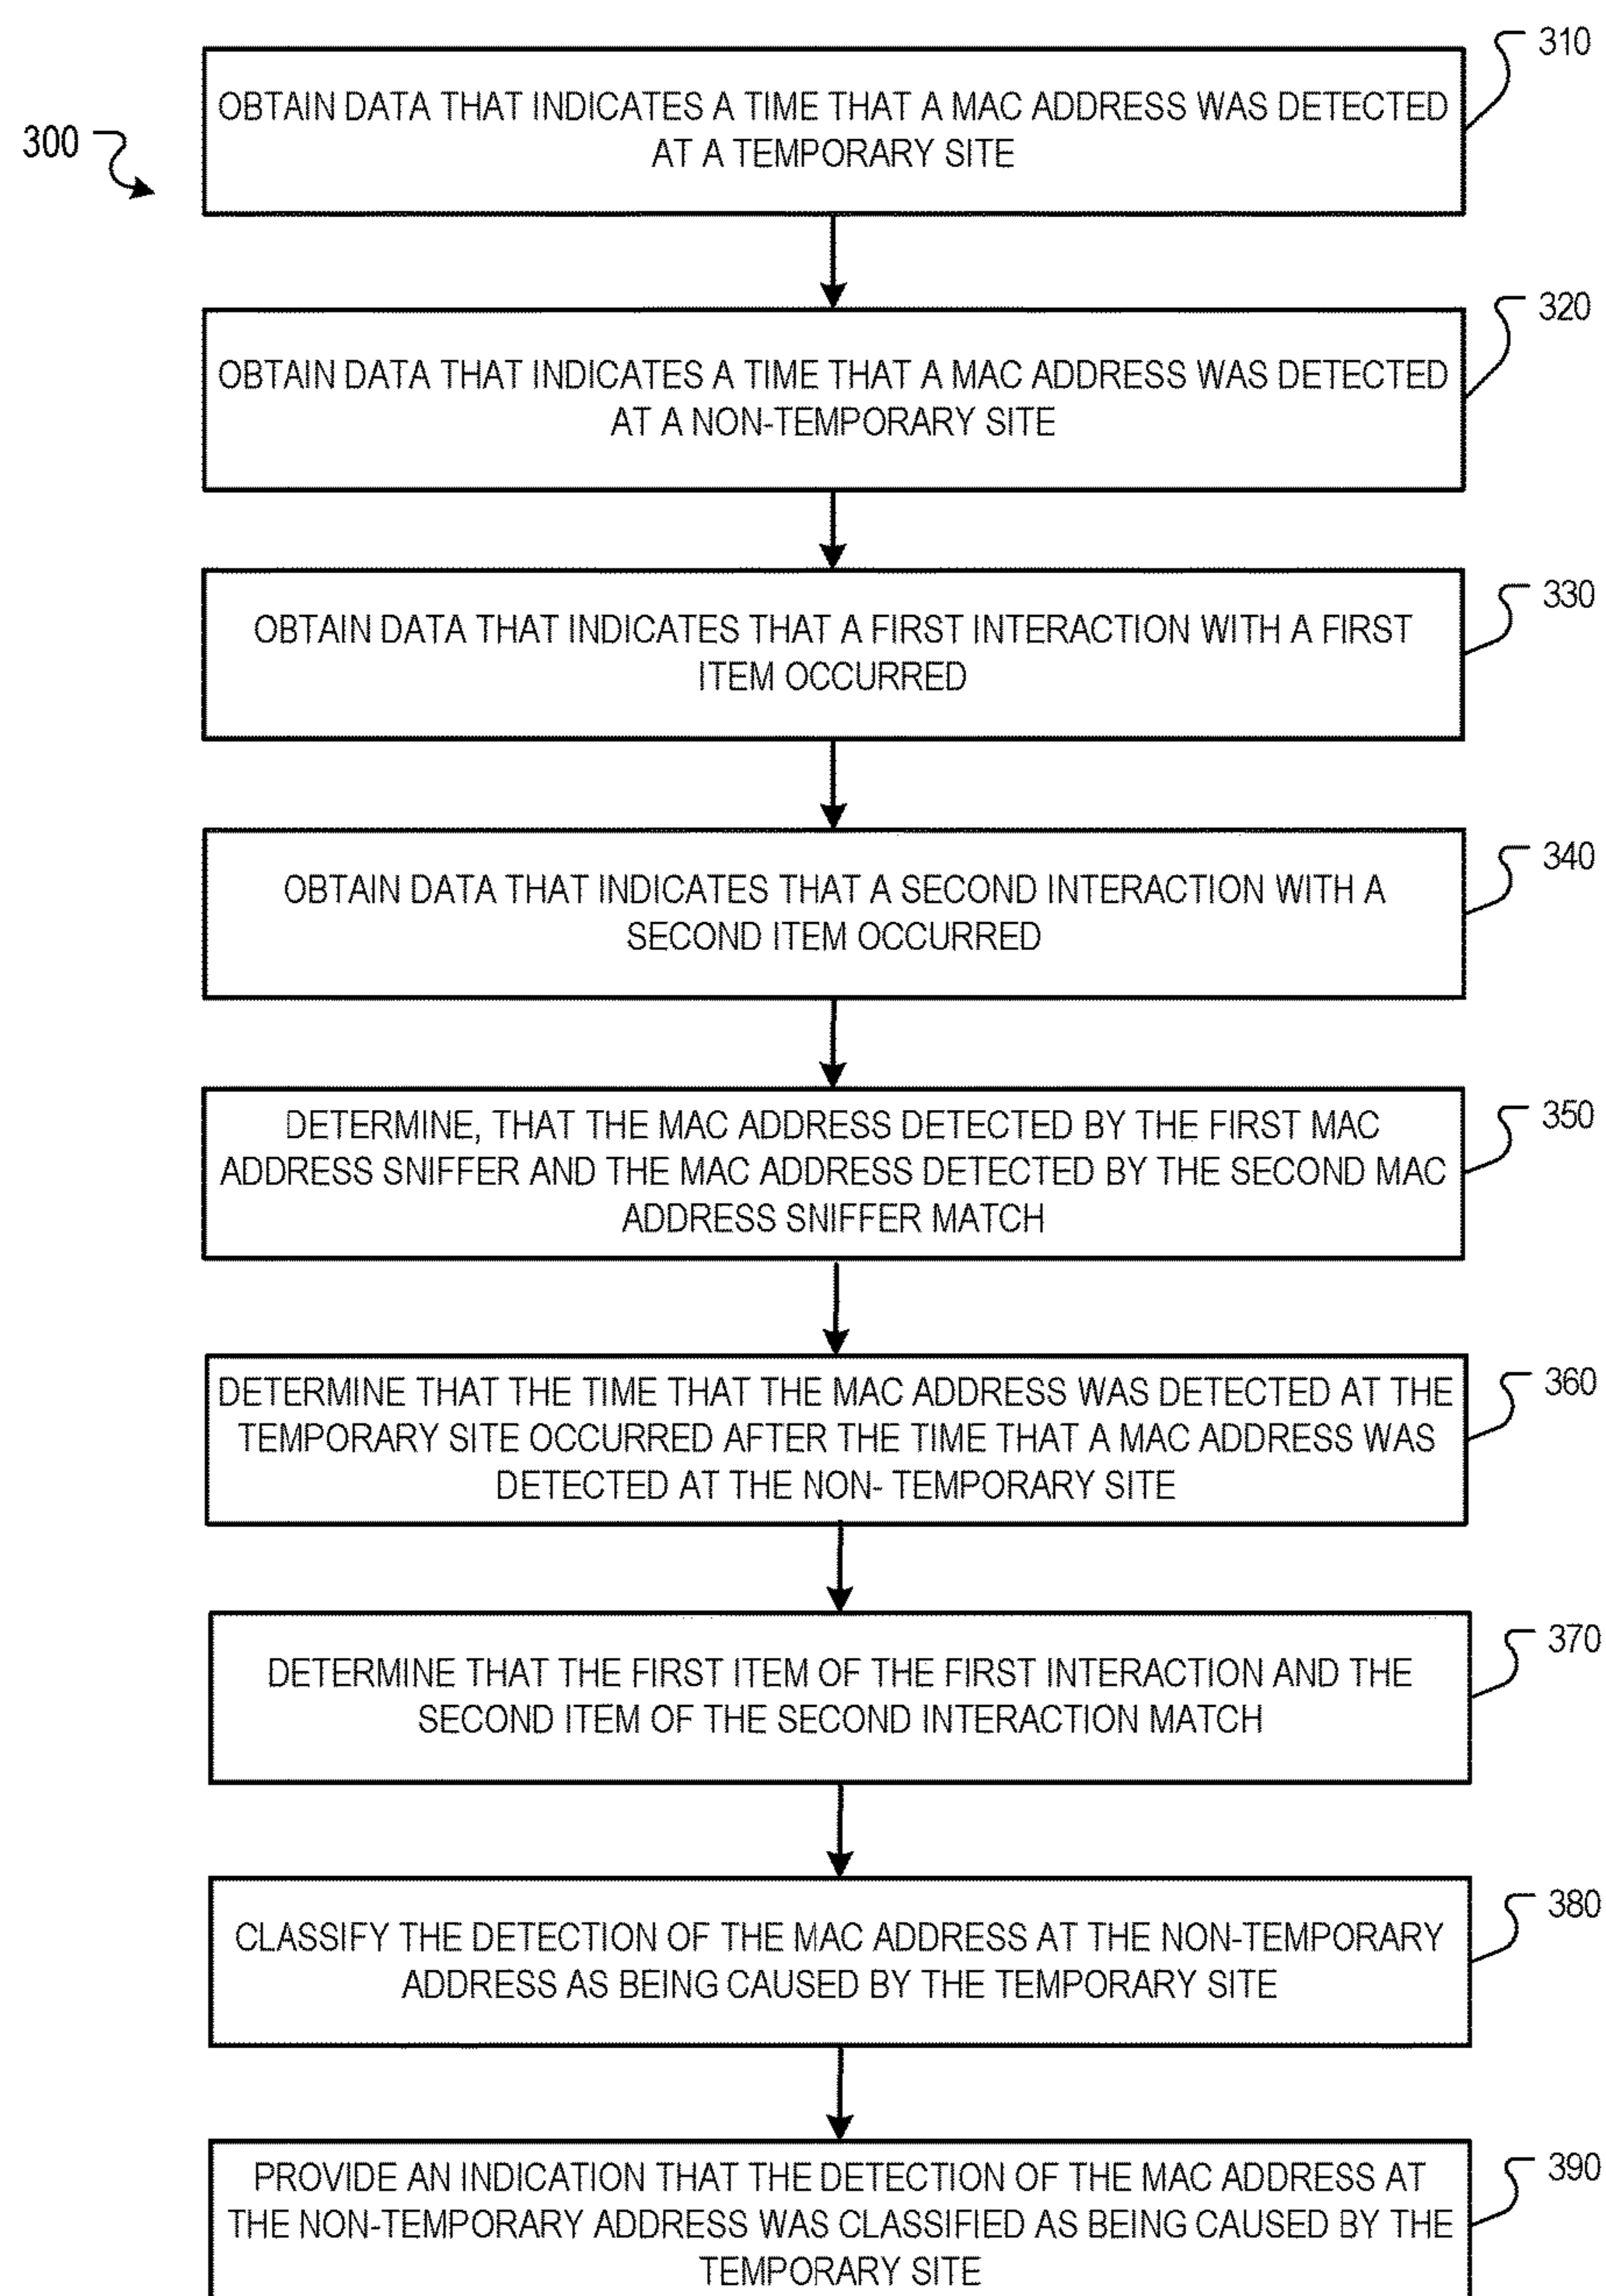 310
OBTAIN DATA THAT INDICATES A TIME THAT A MAC ADDRESS WAS DETECTED
AT A TEMPORARY SITE
300
320
OBTAIN DATA THAT INDICATES A TIME THAT A MAC ADDRESS WAS DETECTED
AT A NON-TEMPORARY SITE
330
OBTAIN DATA THAT INDICATES THAT A FIRST INTERACTION WITH A FIRST
ITEM OCCURRED
340
OBTAIN DATA THAT INDICATES THAT A SECOND INTERACTION WITH A
SECOND ITEM OCCURRED
350
DETERMINE, THAT THE MAC ADDRESS DETECTED BY THE FIRST MAC
ADDRESS SNIFFER AND THE MAC ADDRESS DETECTED BY THE SECOND MAC
ADDRESS SNIFFER MATCH
360
DETERMINE THAT THE TIME THAT THE MAC ADDRESS WAS DETECTED AT THE
TEMPORARY SITE OCCURRED AFTER THE TIME THAT A MAC ADDRESS WAS
DETECTED AT THE NON- TEMPORARY SITE
370
DETERMINE THAT THE FIRST ITEM OF THE FIRST INTERACTION AND THE
SECOND ITEM OF THE SECOND INTERACTION MATCH
380
CLASSIFY THE DETECTION OF THE MAC ADDRESS AT THE NON-TEMPORARY
ADDRESS AS BEING CAUSED BY THE TEMPORARY SITE
390
PROVIDE AN INDICATION THAT THE DETECTION OF THE MAC ADDRESS AT
THE NON-TEMPORARY ADDRESS WAS CLASSIFIED AS BEING CAUSED BY THE
TEMPORARY SITE